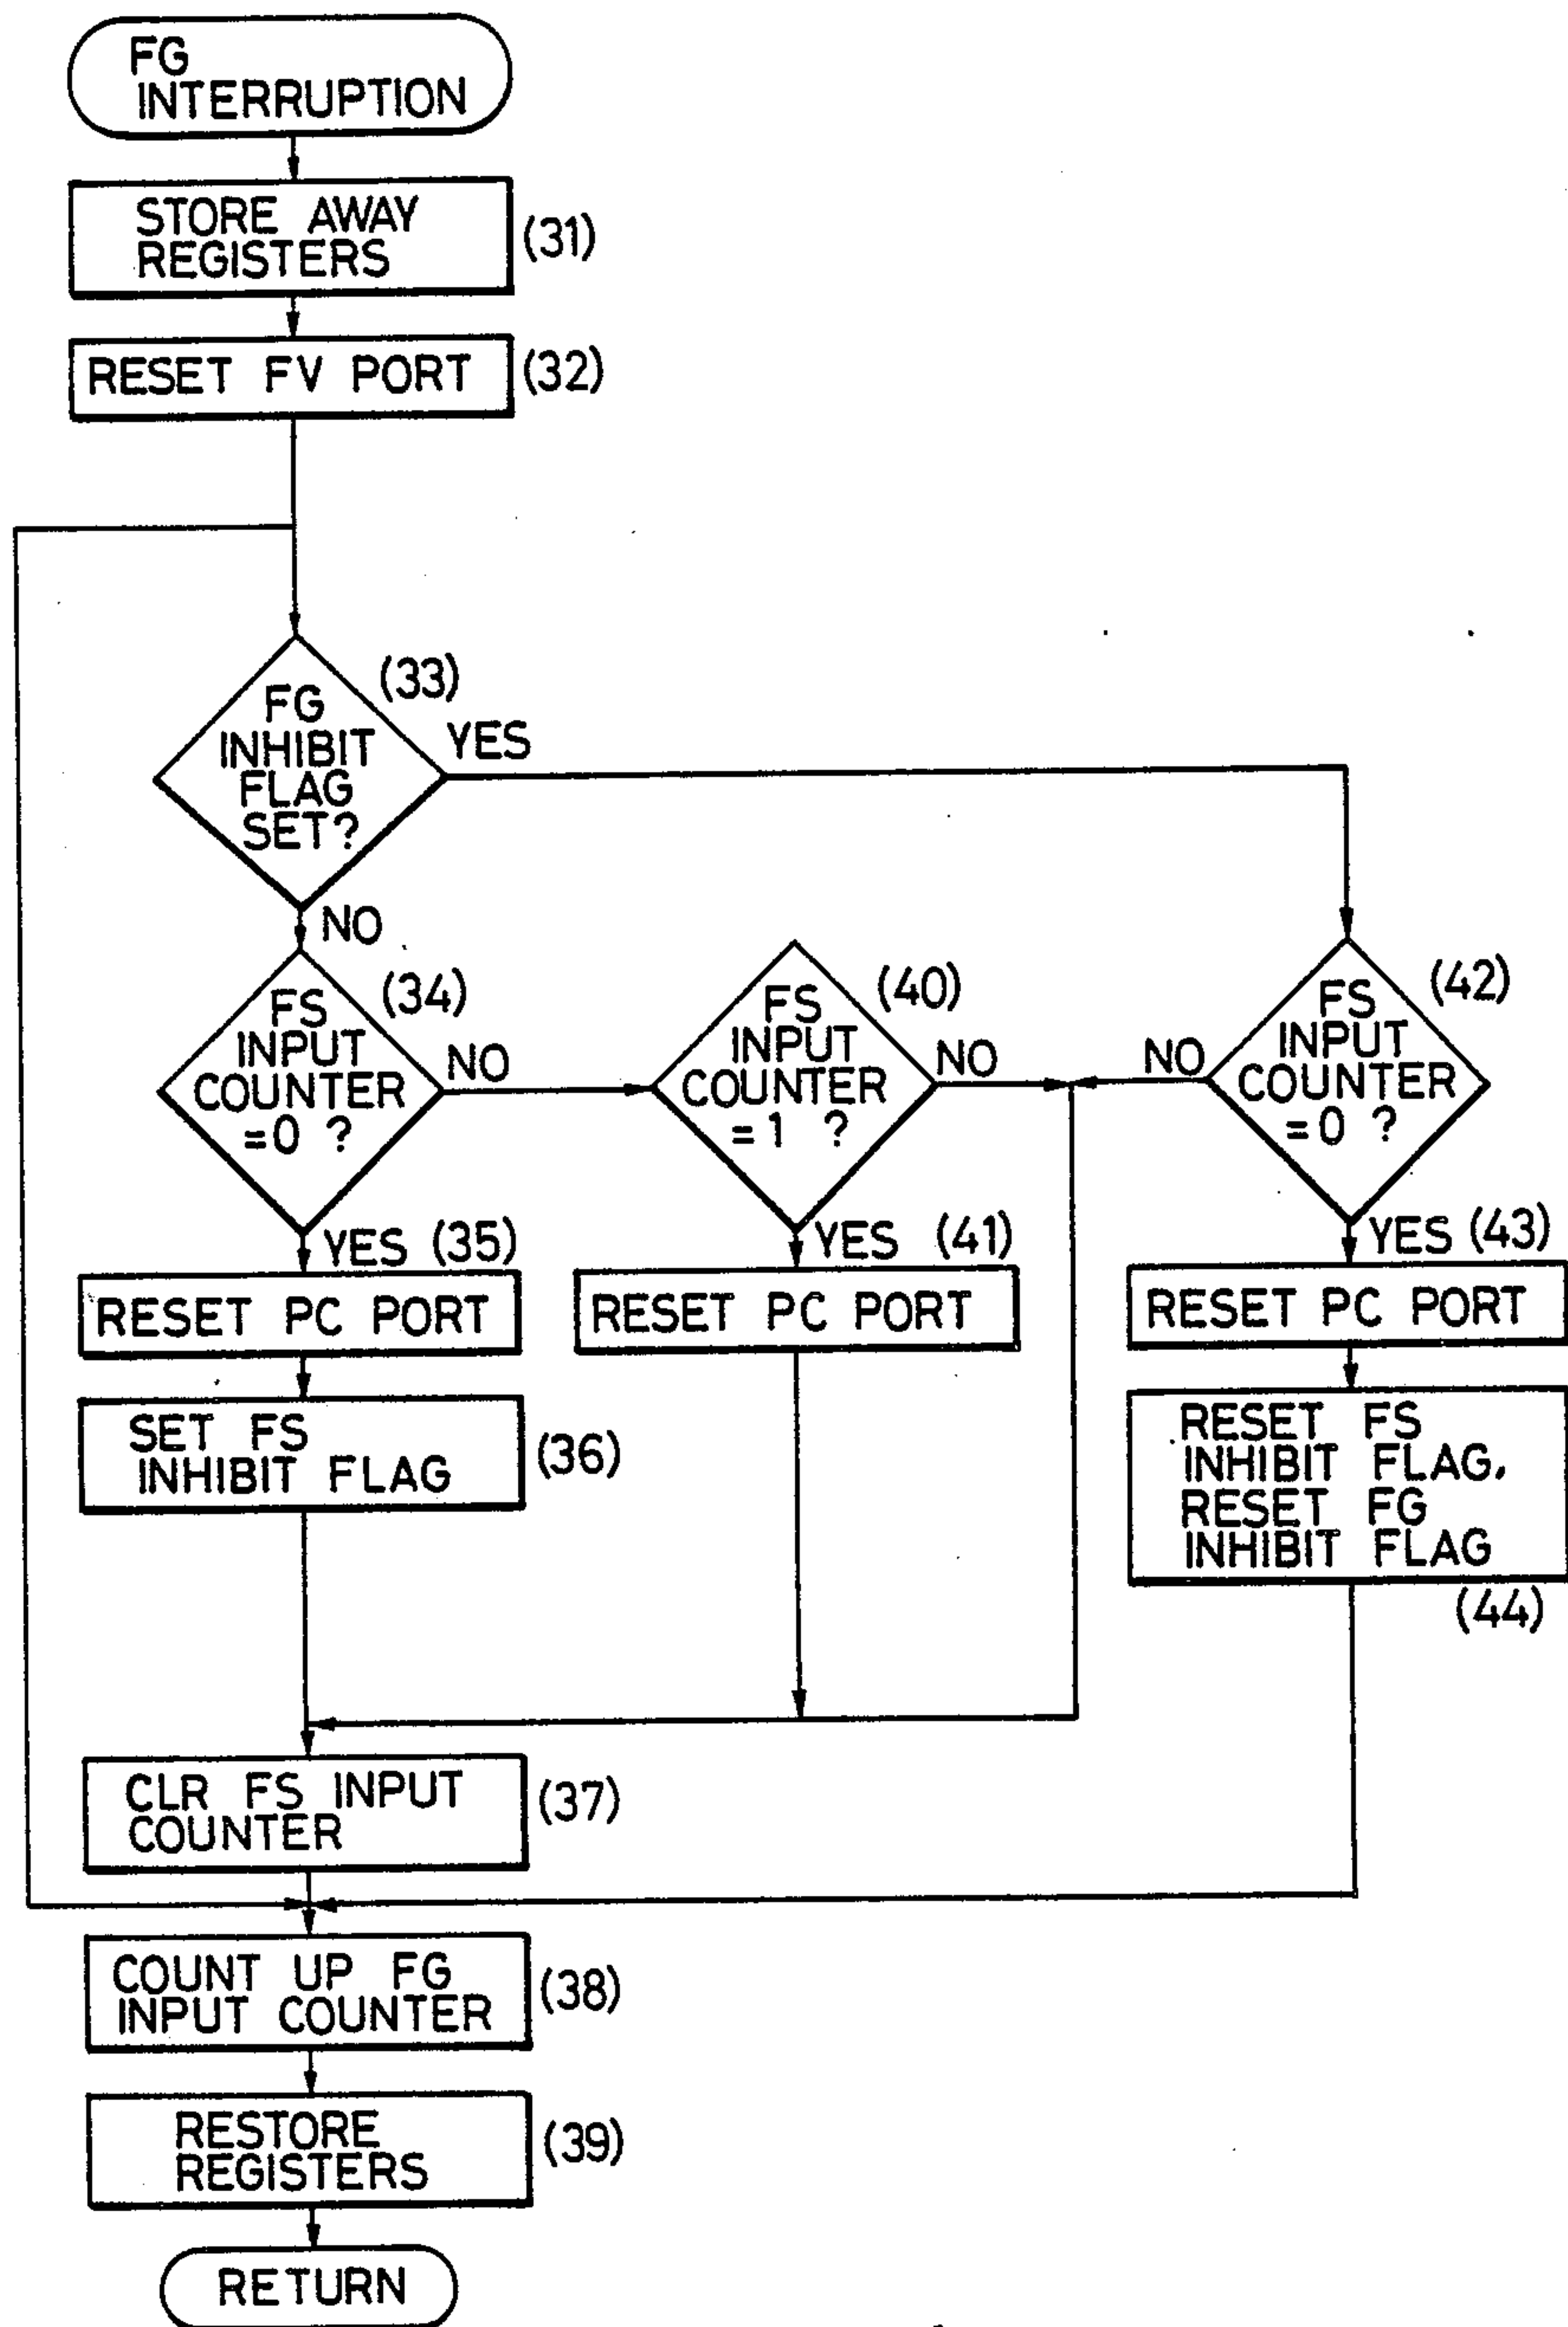 FG
INTERRUPTION
STORE AWAY
REGISTERS
(31)
RESET FV PORT
(32)
FG
INHIBIT
FLAG
SET?
(33)
YES
NO
FS
INPUT
COUNTER
=0 ?
(34)
NO
FS
INPUT
COUNTER
=1 ?
(40)
NO
NO
FS
INPUT
COUNTER
=0 ?
(42)
YES (35)
RESET PC PORT
YES (41)
RESET PC PORT
YES (43)
RESET PC PORT
SET FS
INHIBIT FLAG
(36)
RESET FS
INHIBIT FLAG,
RESET FG
INHIBIT FLAG
(44)
CLR FS INPUT
COUNTER
(37)
COUNT UP FG
INPUT COUNTER
(38)
RESTORE
REGISTERS
(39)
RETURN